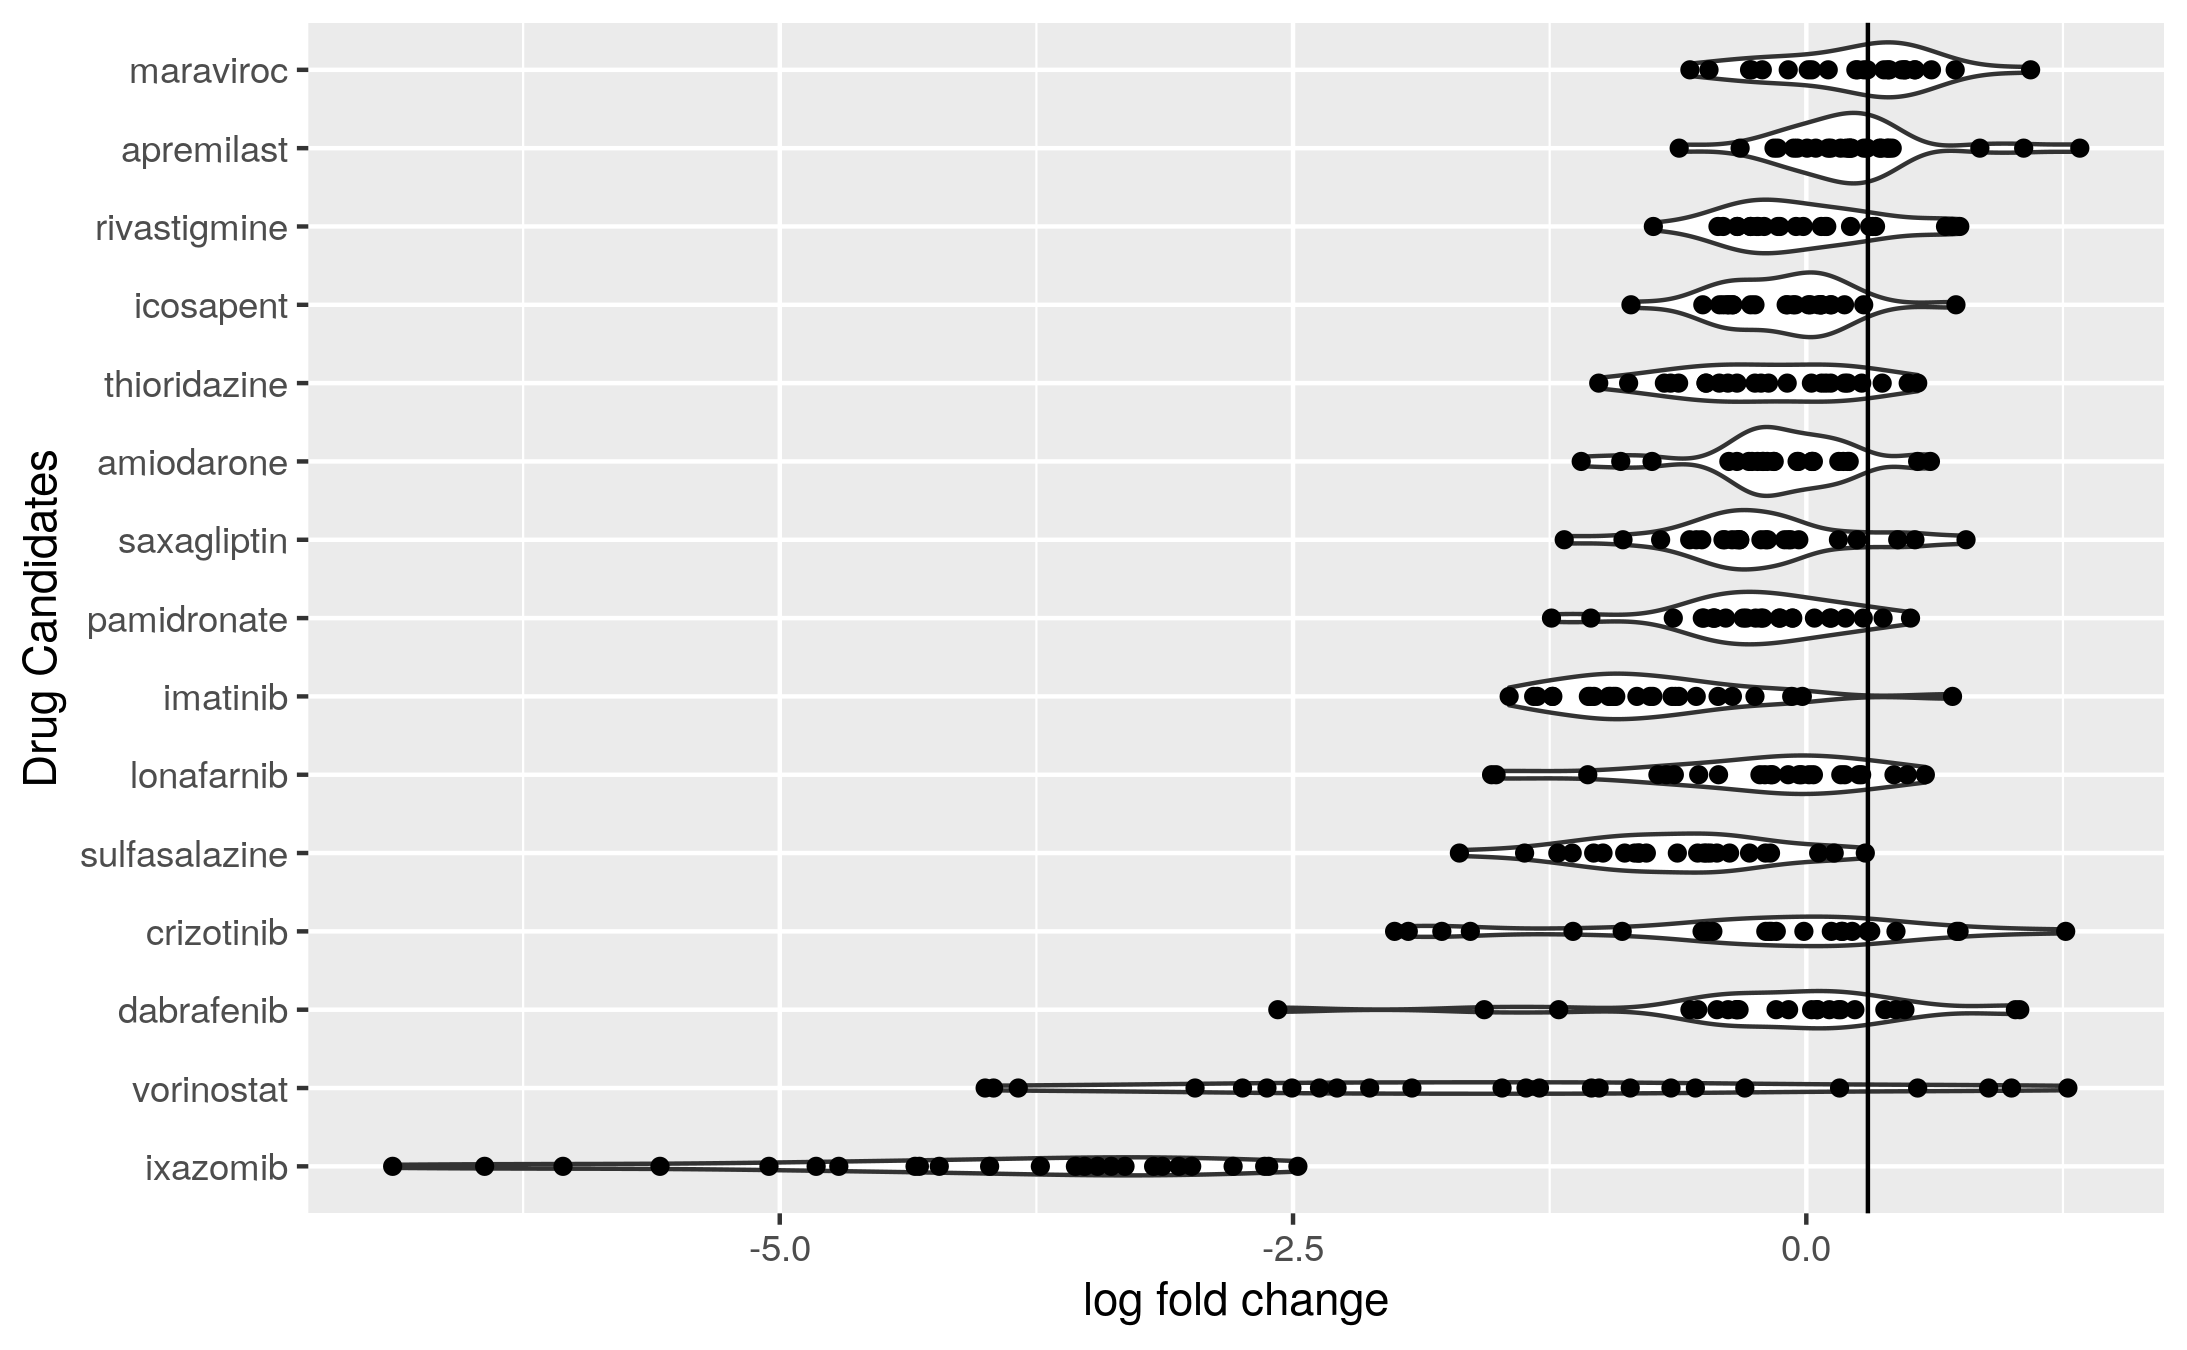 maraviroc
apremilast
rivastigmine
icosapent
thioridazine
amiodarone
saxagliptin
pamidronate
imatinib
lonafarnib
sulfasalazine
crizotinib
dabrafenib
vorinostat
ixazomib
Drug Candidates
-5.0 -2.5 0.0
log fold change